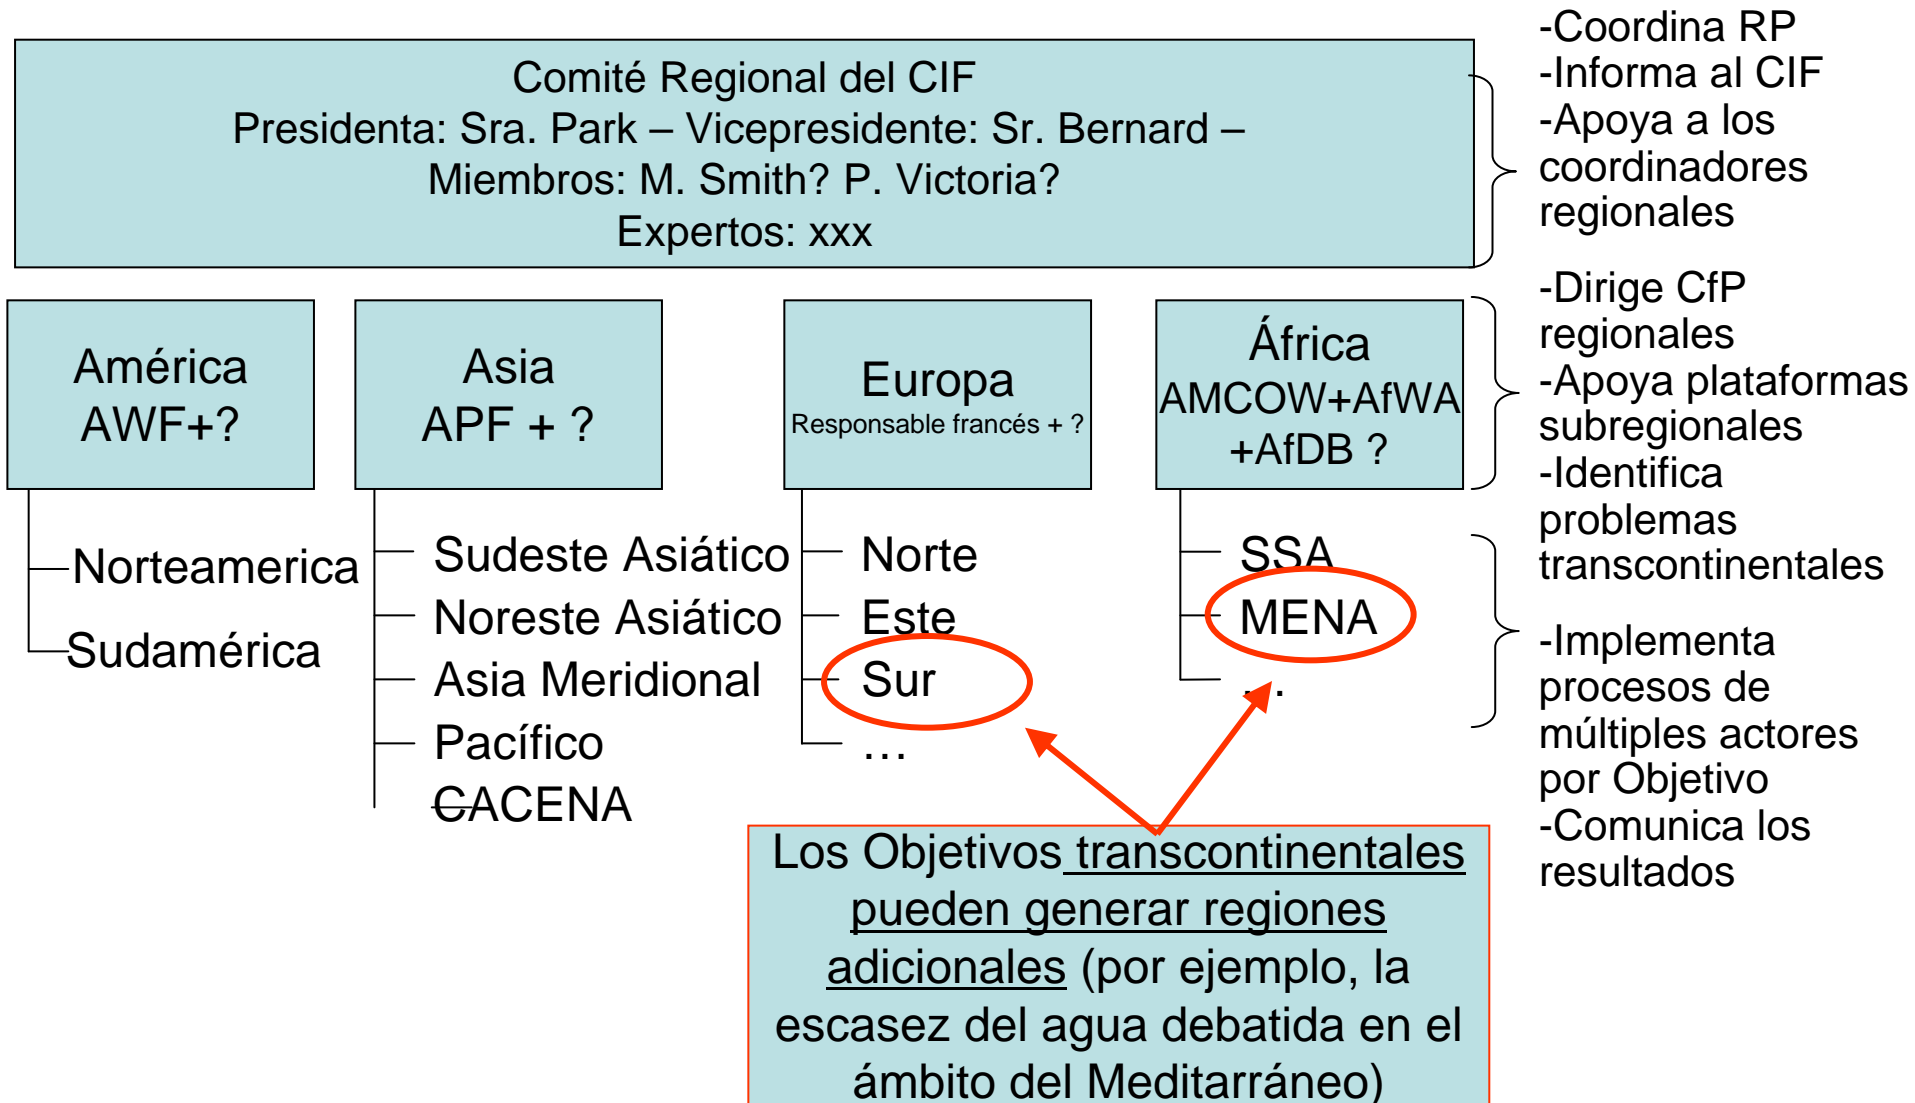 Comité Regional del CIF
Presidenta: Sra. Park – Vicepresidente: Sr. Bernard –
Miembros: M. Smith? P. Victoria?
Expertos: xxx
-Coordina RP
-Informa al CIF
-Apoya a los
coordinadores
regionales
América
AWF+?
Asia
APF + ?
Europa
Responsable francés + ?
África
AMCOW+AfWA
+AfDB ?
-Dirige CfP
regionales
-Apoya plataformas
subregionales
-Identifica
problemas
transcontinentales
Norteamerica
Sudamérica
Sudeste Asiático
Noreste Asiático
Asia Meridional
Pacífico
CACENA
Norte
Este
Sur
…
SSA
MENA
…
-Implementa
procesos de
múltiples actores
por Objetivo
-Comunica los
resultados
Los Objetivos transcontinentales
pueden generar regiones
adicionales (por ejemplo, la
escasez del agua debatida en el
ámbito del Meditarráneo)